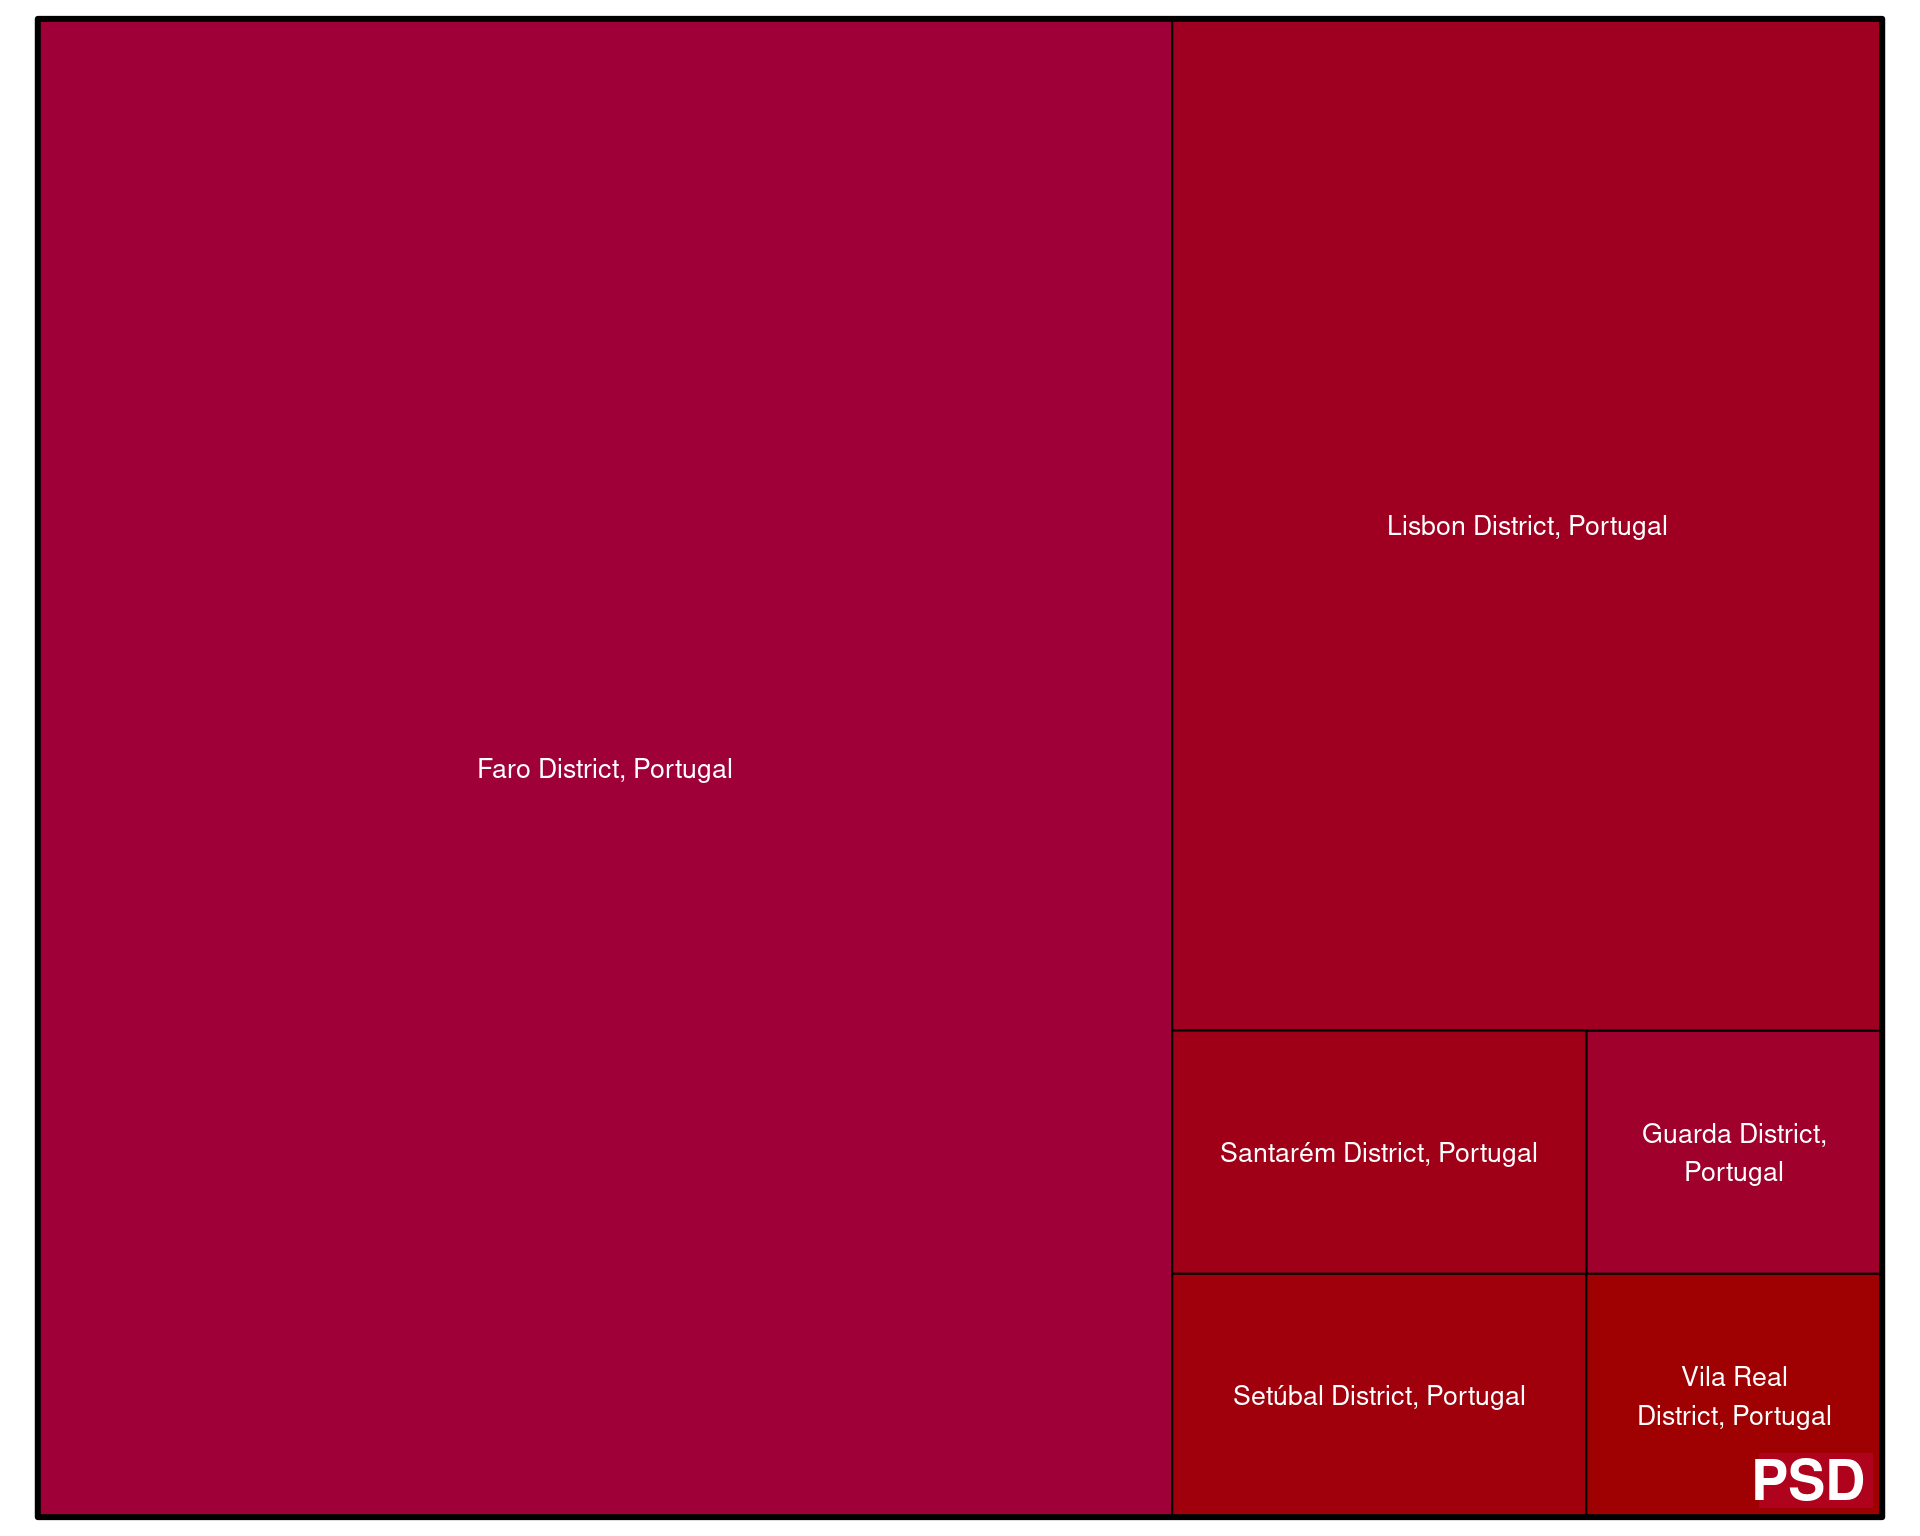 Faro District, Portugal
Lisbon District, Portugal
Santarém District, Portugal
Guarda District,
Portugal
Setúbal District, Portugal
Vila Real
District, Portugal
PSD